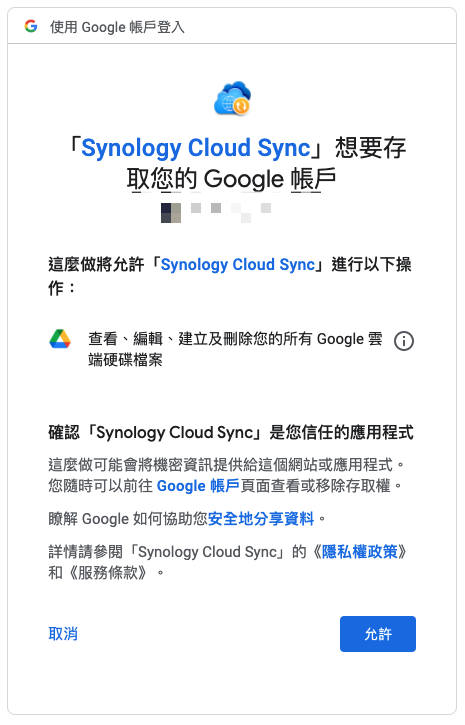 使用 Google 帳戶登入
「Synology Cloud Sync」想要存
取您的 Google 帳戶
這麼做將允許「Synology Cloud Sync」進行以下操
作：
查看、編輯、建立及刪除您的所有 Google 雲
端硬碟檔案
確認「Synology Cloud Sync」是您信任的應用程式
這麼做可能會將機密資訊提供給這個網站或應用程式。
您隨時可以前往 Google 帳戶頁面查看或移除存取權。
瞭解 Google 如何協助您安全地分享資料。
詳情請參閱「Synology Cloud Sync」的《隱私權政策》
和《服務條款》。
取消
允許